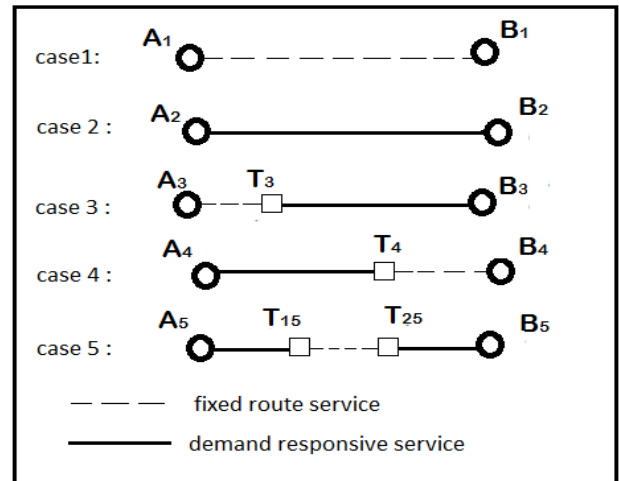 A₁ B₁
case1:
A₂ B₂
case 2 :
A₃ T₃ B₃
case 3 :
A₄ T₄ B₄
case 4 :
A₅ T₁₅ T₂₅ B₅
case 5 :
fixed route service
demand responsive service